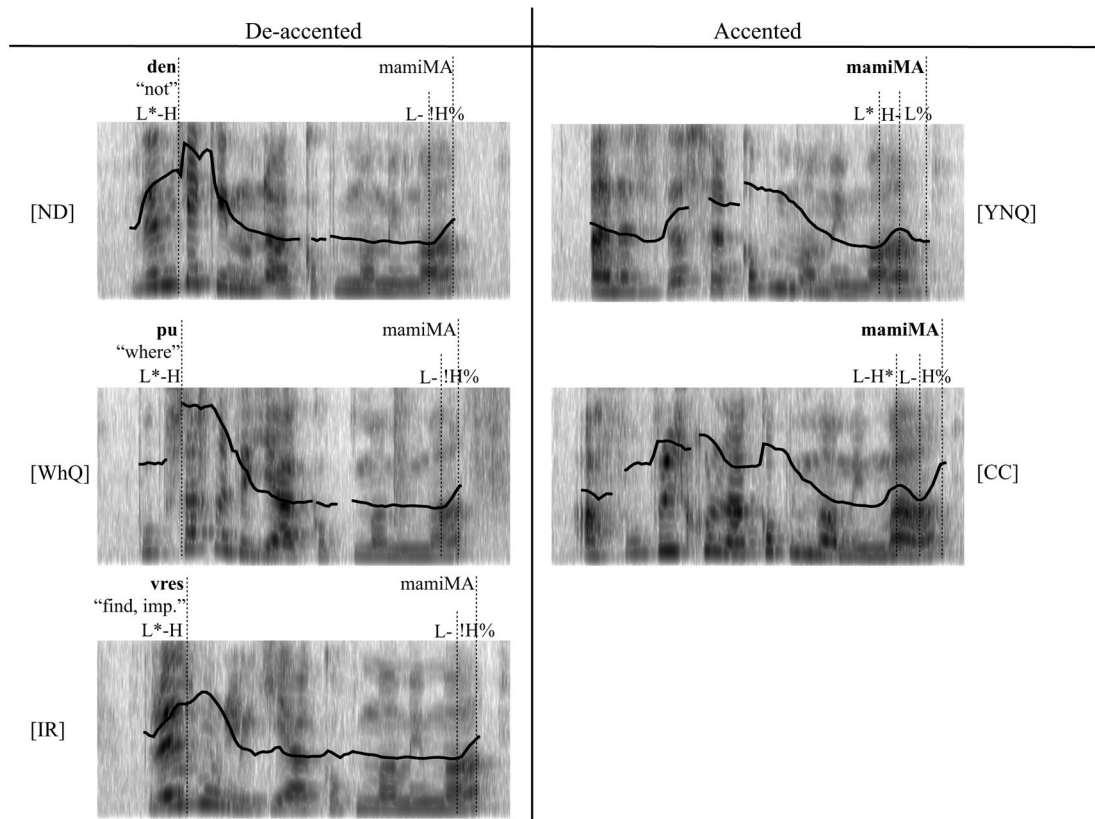 De-accented
Accented
den mamiMA
“not”
L*-H L- !H%
[ND]
mamiMA
L* H- L%
[YNQ]
pu mamiMA
“where”
L*-H L- !H%
[WhQ]
mamiMA
L-H* L- H%
[CC]
vres mamiMA
“find, imp.”
L*-H L- !H%
[IR]